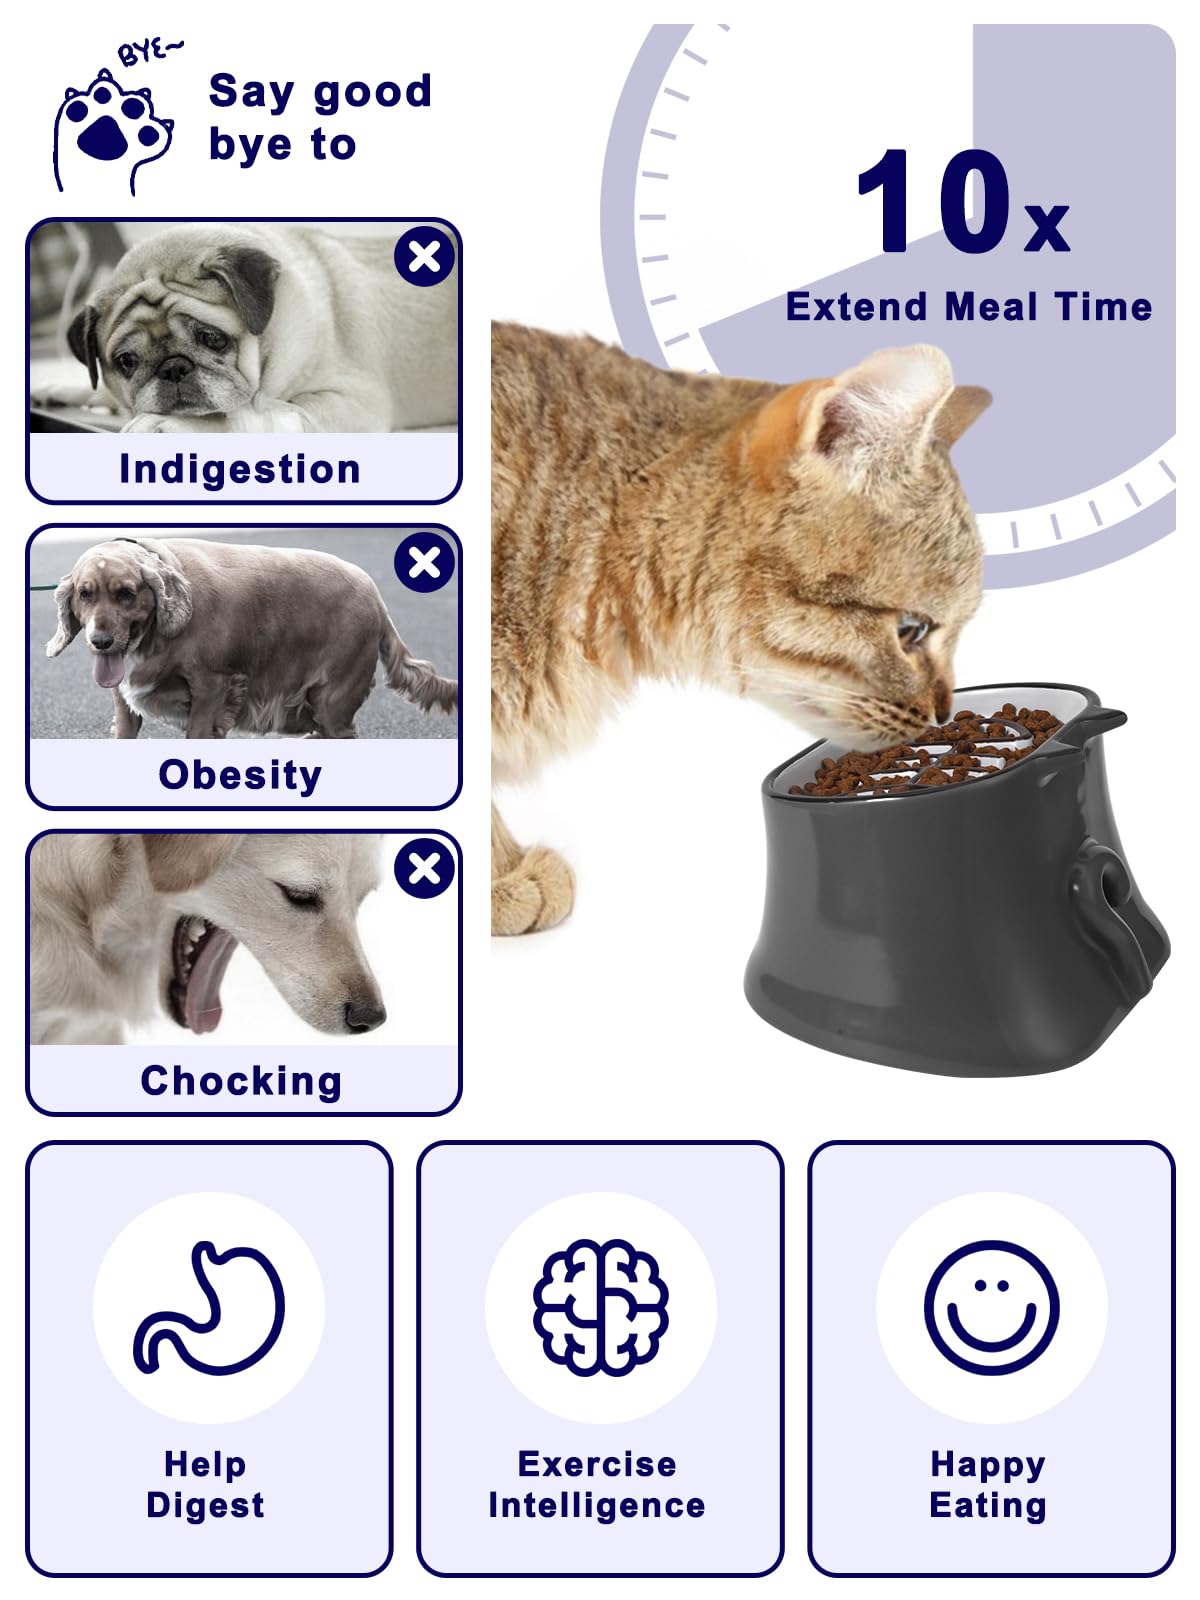 BYE~
Say good
bye to
10x
Extend Meal Time
Indigestion
Obesity
Chocking
Help
Digest
Exercise
Intelligence
Happy
Eating